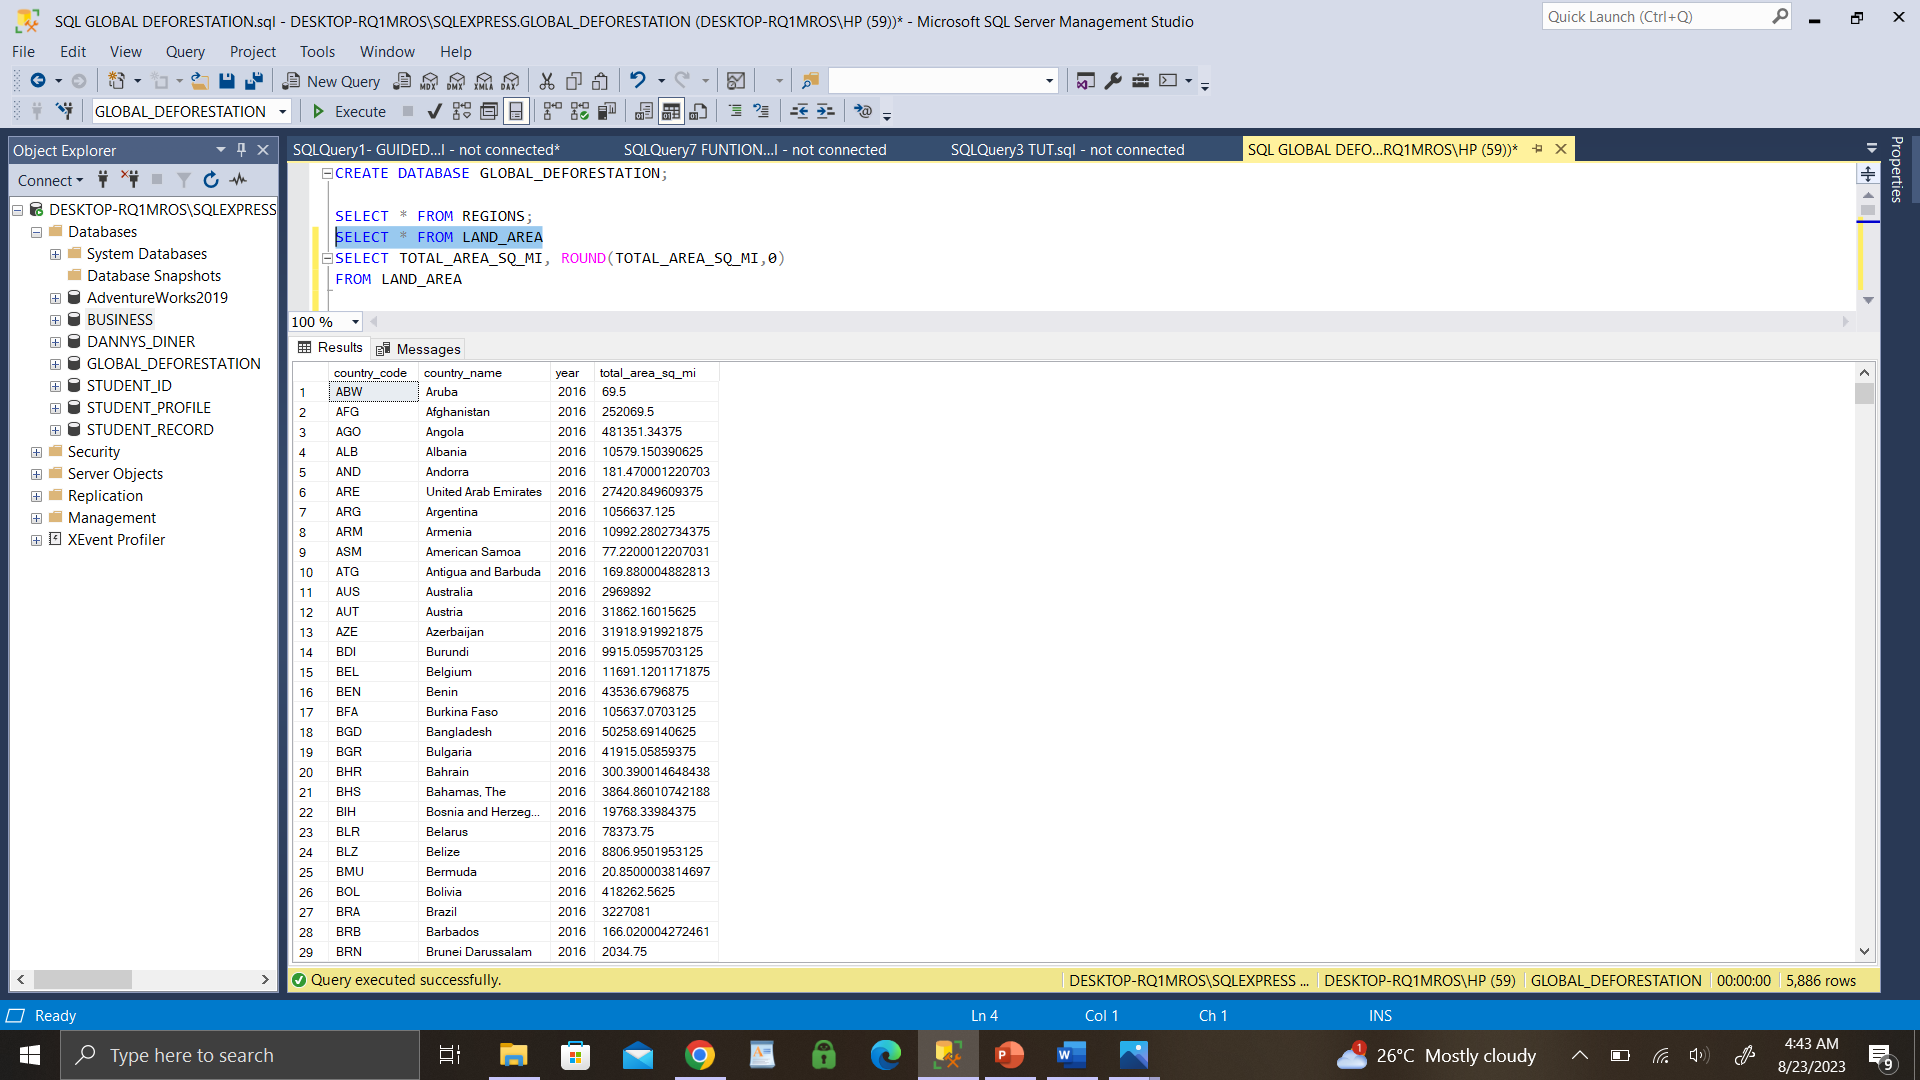 SQL GLOBAL DEFORESTATION.sql - DESKTOP-RQ1MROS\SQLEXPRESS.GLOBAL_DEFORESTATION (DESKTOP-RQ1MROS\HP (59))* - Microsoft SQL Server Management Studio
Quick Launch (Ctrl+Q)
File Edit View Query Project Tools Window Help
New Query MDX DMX XMLA DAX
GLOBAL_DEFORESTATION Execute
Object Explorer
Connect
DESKTOP-RQ1MROS\SQLEXPRESS
Databases
System Databases
Database Snapshots
AdventureWorks2019
BUSINESS
DANNYS_DINER
GLOBAL_DEFORESTATION
STUDENT_ID
STUDENT_PROFILE
STUDENT_RECORD
Security
Server Objects
Replication
Management
XEvent Profiler
SQLQuery1- GUIDED...l - not connected* SQLQuery7 FUNTION...l - not connected SQLQuery3 TUT.sql - not connected SQL GLOBAL DEFO...RQ1MROS\HP (59))*
Properties
CREATE DATABASE GLOBAL_DEFORESTATION;
SELECT * FROM REGIONS;
SELECT * FROM LAND_AREA
SELECT TOTAL_AREA_SQ_MI, ROUND(TOTAL_AREA_SQ_MI,0)
FROM LAND_AREA
100 %
Results Messages
country_code country_name year total_area_sq_mi
1 ABW Aruba 2016 69.5
2 AFG Afghanistan 2016 252069.5
3 AGO Angola 2016 481351.34375
4 ALB Albania 2016 10579.150390625
5 AND Andorra 2016 181.470001220703
6 ARE United Arab Emirates 2016 27420.849609375
7 ARG Argentina 2016 1056637.125
8 ARM Armenia 2016 10992.2802734375
9 ASM American Samoa 2016 77.2200012207031
10 ATG Antigua and Barbuda 2016 169.880004882813
11 AUS Australia 2016 2969892
12 AUT Austria 2016 31862.16015625
13 AZE Azerbaijan 2016 31918.919921875
14 BDI Burundi 2016 9915.0595703125
15 BEL Belgium 2016 11691.1201171875
16 BEN Benin 2016 43536.6796875
17 BFA Burkina Faso 2016 105637.0703125
18 BGD Bangladesh 2016 50258.69140625
19 BGR Bulgaria 2016 41915.05859375
20 BHR Bahrain 2016 300.390014648438
21 BHS Bahamas, The 2016 3864.86010742188
22 BIH Bosnia and Herzeg... 2016 19768.33984375
23 BLR Belarus 2016 78373.75
24 BLZ Belize 2016 8806.9501953125
25 BMU Bermuda 2016 20.8500003814697
26 BOL Bolivia 2016 418262.5625
27 BRA Brazil 2016 3227081
28 BRB Barbados 2016 166.020004272461
29 BRN Brunei Darussalam 2016 2034.75
Query executed successfully. DESKTOP-RQ1MROS\SQLEXPRESS ... DESKTOP-RQ1MROS\HP (59) GLOBAL_DEFORESTATION 00:00:00 5,886 rows
Ready Ln 4 Col 1 Ch 1 INS
Type here to search
1 26°C Mostly cloudy
4:43 AM
8/23/2023
9